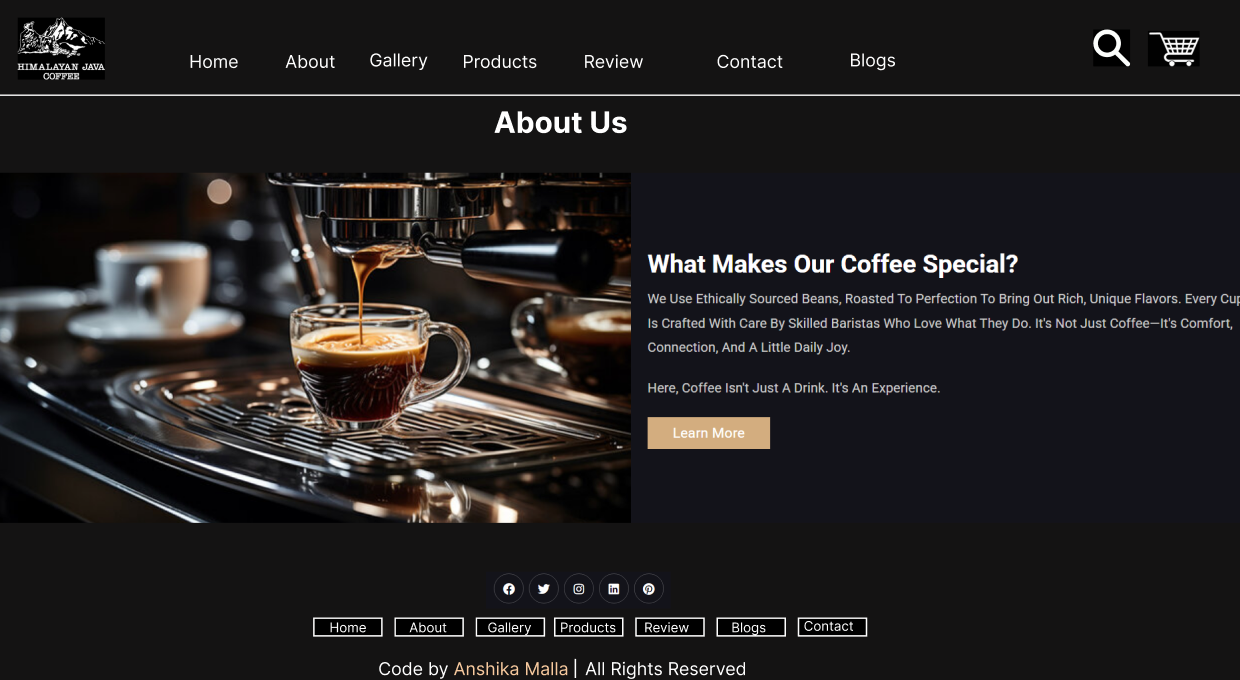 HIMALAYAN JAVA
COFFEE
Home About Gallery Products Review Contact Blogs
About Us
What Makes Our Coffee Special?
We Use Ethically Sourced Beans, Roasted To Perfection To Bring Out Rich, Unique Flavors. Every Cup
Is Crafted With Care By Skilled Baristas Who Love What They Do. It's Not Just Coffee—It's Comfort,
Connection, And A Little Daily Joy.
Here, Coffee Isn't Just A Drink. It's An Experience.
Learn More
Home About Gallery Products Review Blogs Contact
Code by Anshika Malla | All Rights Reserved